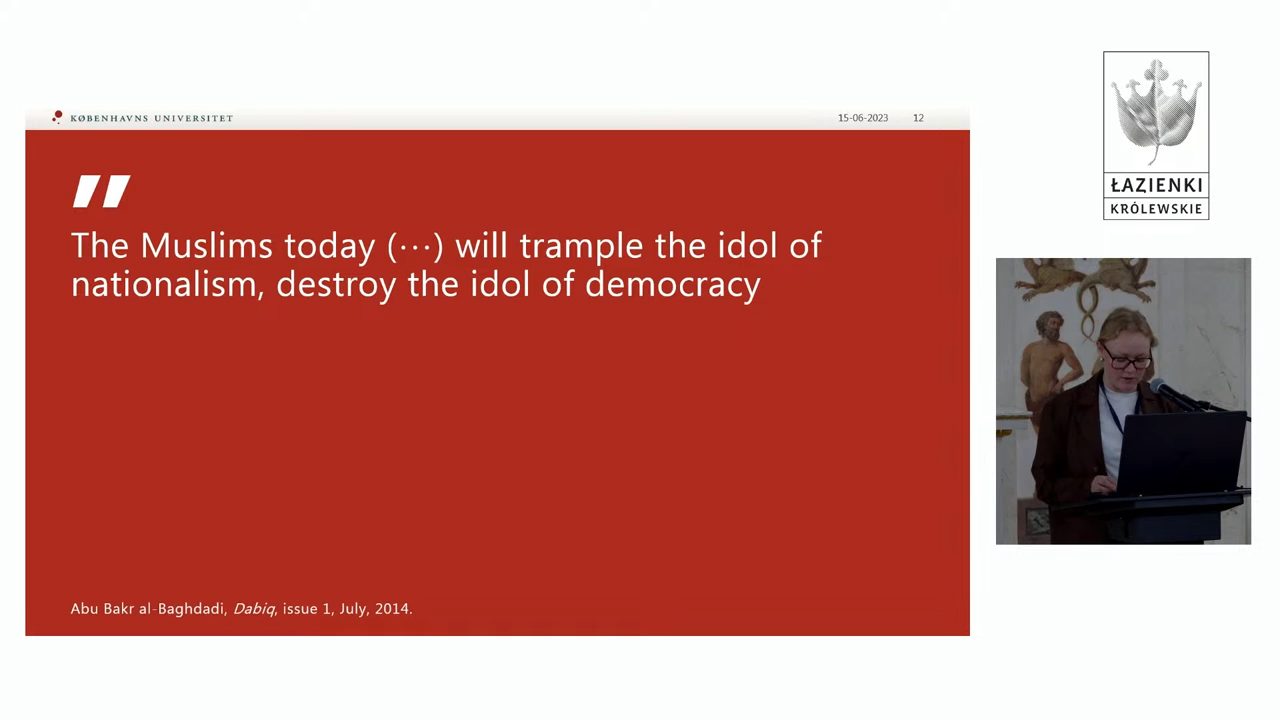 KØBENHAVNS UNIVERSITET
15-06-2023 12
"
The Muslims today (···) will trample the idol of
nationalism, destroy the idol of democracy
Abu Bakr al-Baghdadi, Dabiq, issue 1, July, 2014.
ŁAZIENKI
KRÓLEWSKIE